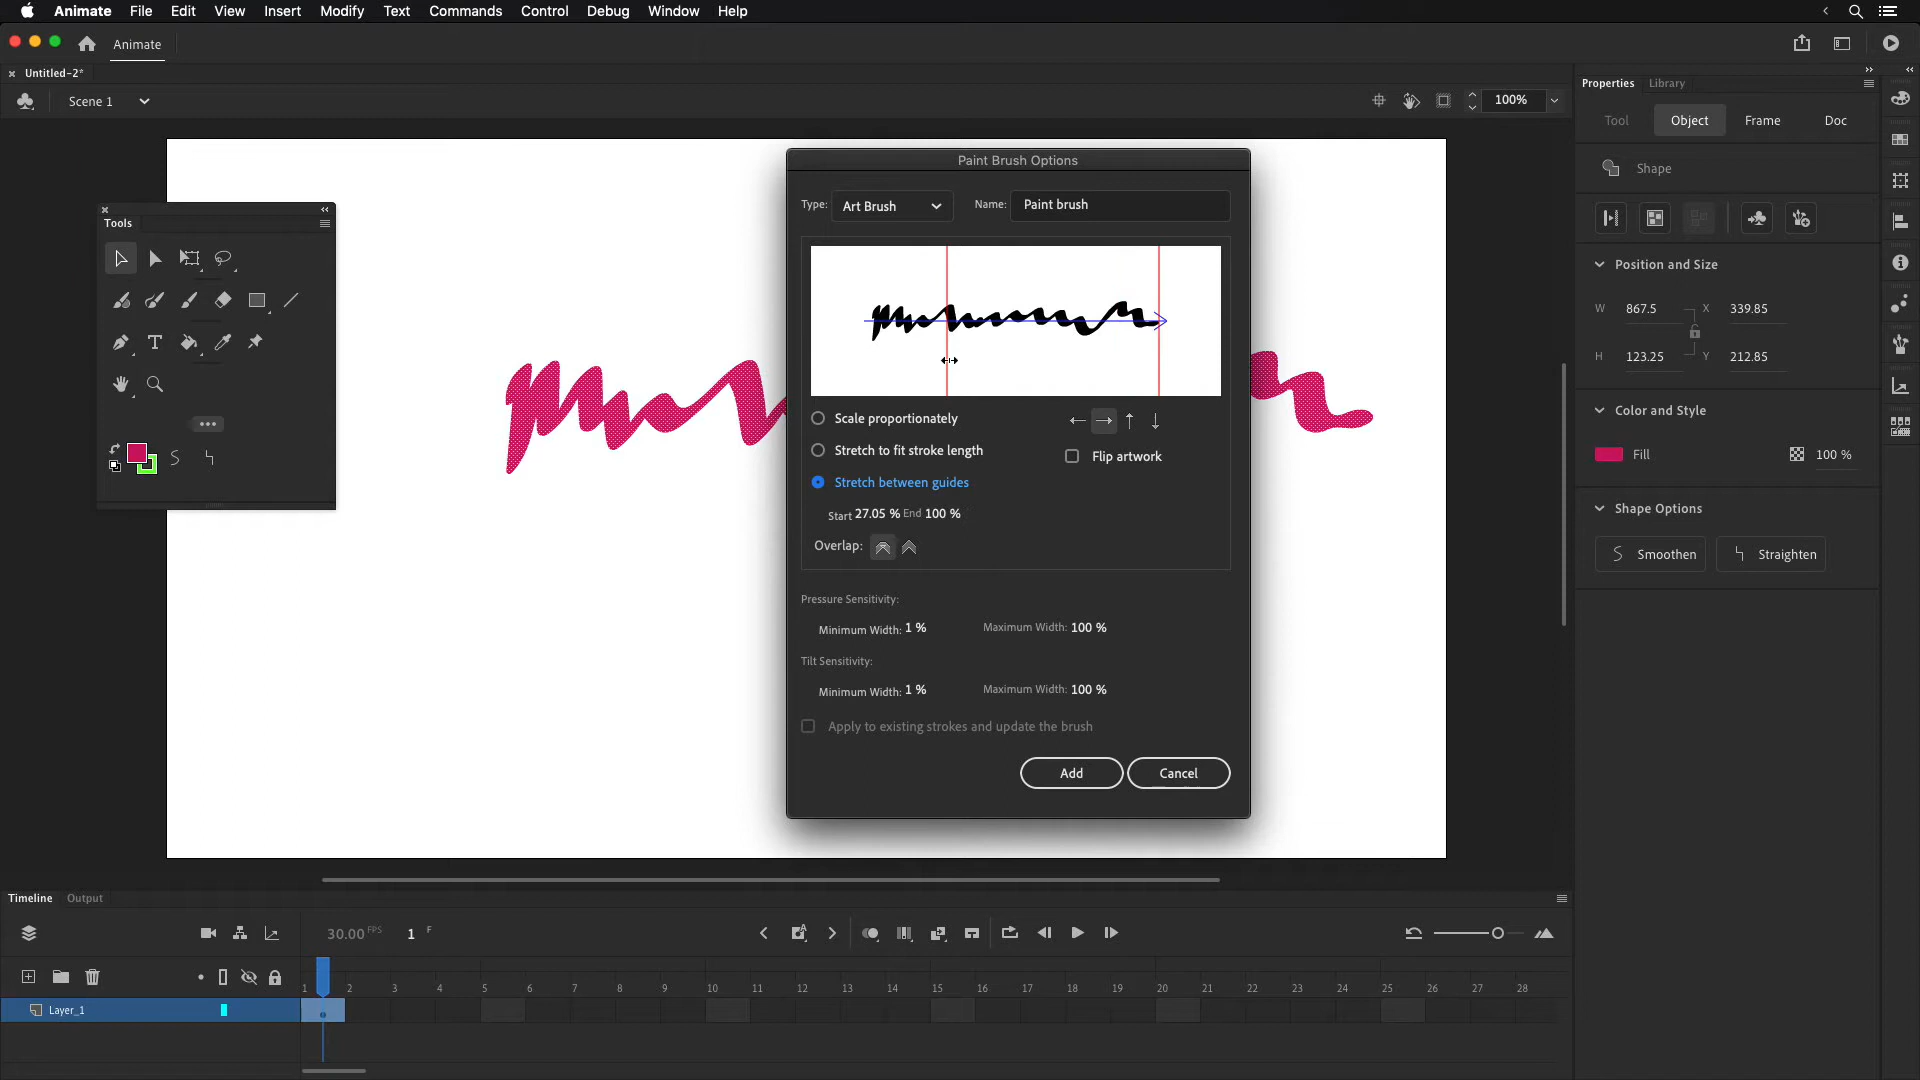 Animate File Edit View Insert Modify Text Commands Control Debug Window Help
Animate
Untitled-2*
Scene 1
100%
Tools
Paint Brush Options
Type: Art Brush Name: Paint brush
Scale proportionately
Stretch to fit stroke length
Flip artwork
Stretch between guides
Start 27.05 % End 100 %
Overlap:
Pressure Sensitivity:
Minimum Width: 1 % Maximum Width: 100 %
Tilt Sensitivity:
Minimum Width: 1 % Maximum Width: 100 %
Apply to existing strokes and update the brush
Add Cancel
Properties Library
Tool Object Frame Doc
Shape
Position and Size
W 867.5 X 339.85
H 123.25 Y 212.85
Color and Style
Fill 100 %
Shape Options
Smoothen Straighten
Timeline Output
30.00 FPS 1 F
1 2 3 4 5 6 7 8 9 10 11 12 13 14 15 16 17 18 19 20 21 22 23 24 25 26 27 28
Layer_1